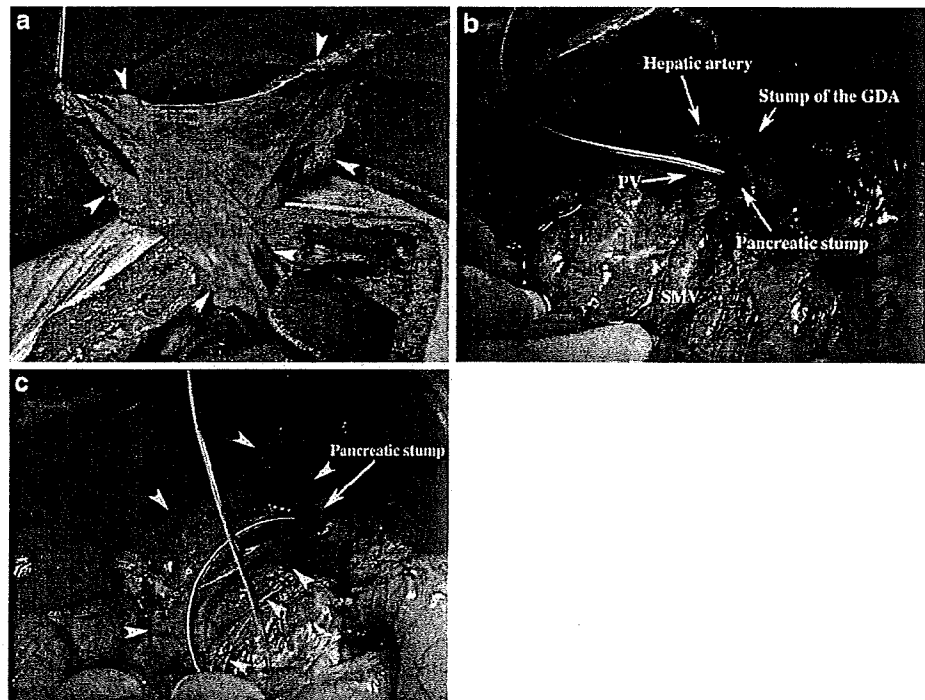 a
b
Hepatic artery
Stump of the GDA
PV
Pancreatic stump
SMV
c
Pancreatic stump